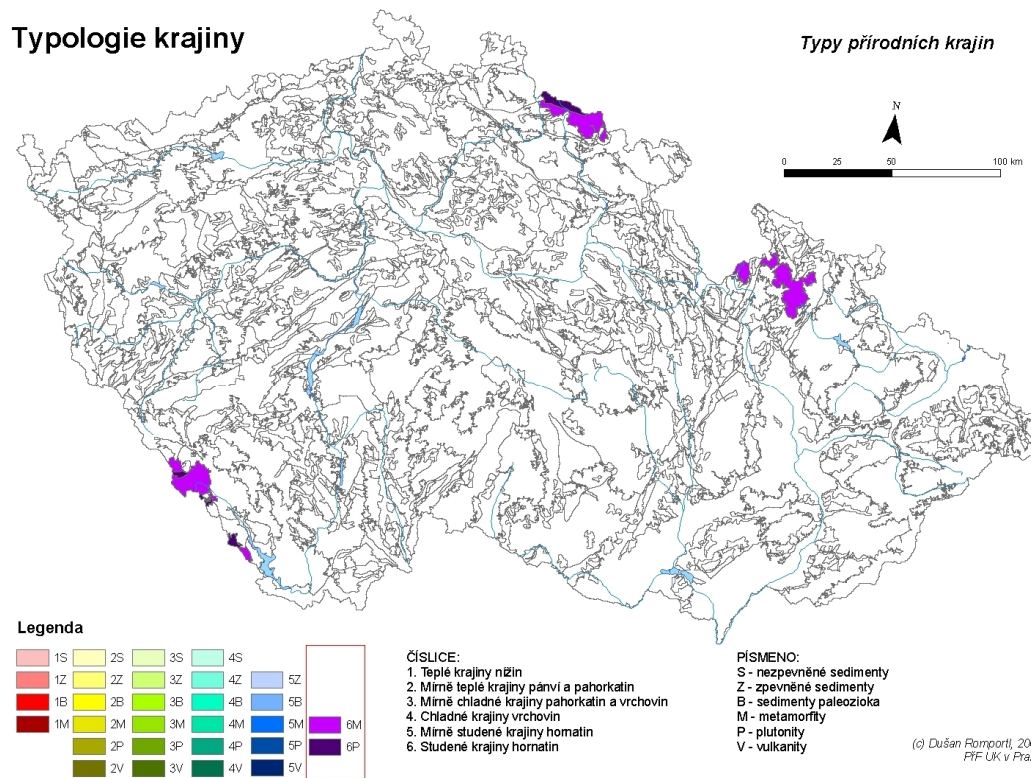 Typologie krajiny
Typy přírodních krajin
N
0 25 50 100 km
Legenda
1S 2S 3S 4S
1Z 2Z 3Z 4Z 5Z
1B 2B 3B 4B 5B
1M 2M 3M 4M 5M 6M
2P 3P 4P 5P 6P
2V 3V 4V 5V
ČÍSLICE:
1. Teplé krajiny nížin
2. Mírně teplé krajiny pánví a pahorkatin
3. Mírně chladné krajiny pahorkatin a vrchovin
4. Chladné krajiny vrchovin
5. Mírně studené krajiny hornatin
6. Studené krajiny hornatin
PÍSMENO:
S - nezpevněné sedimenty
Z - zpevněné sedimenty
B - sedimenty paleozioka
M - metamorfity
P - plutonity
V - vulkanity
(c) Dušan Romportl, 20
PřF UK v Pra